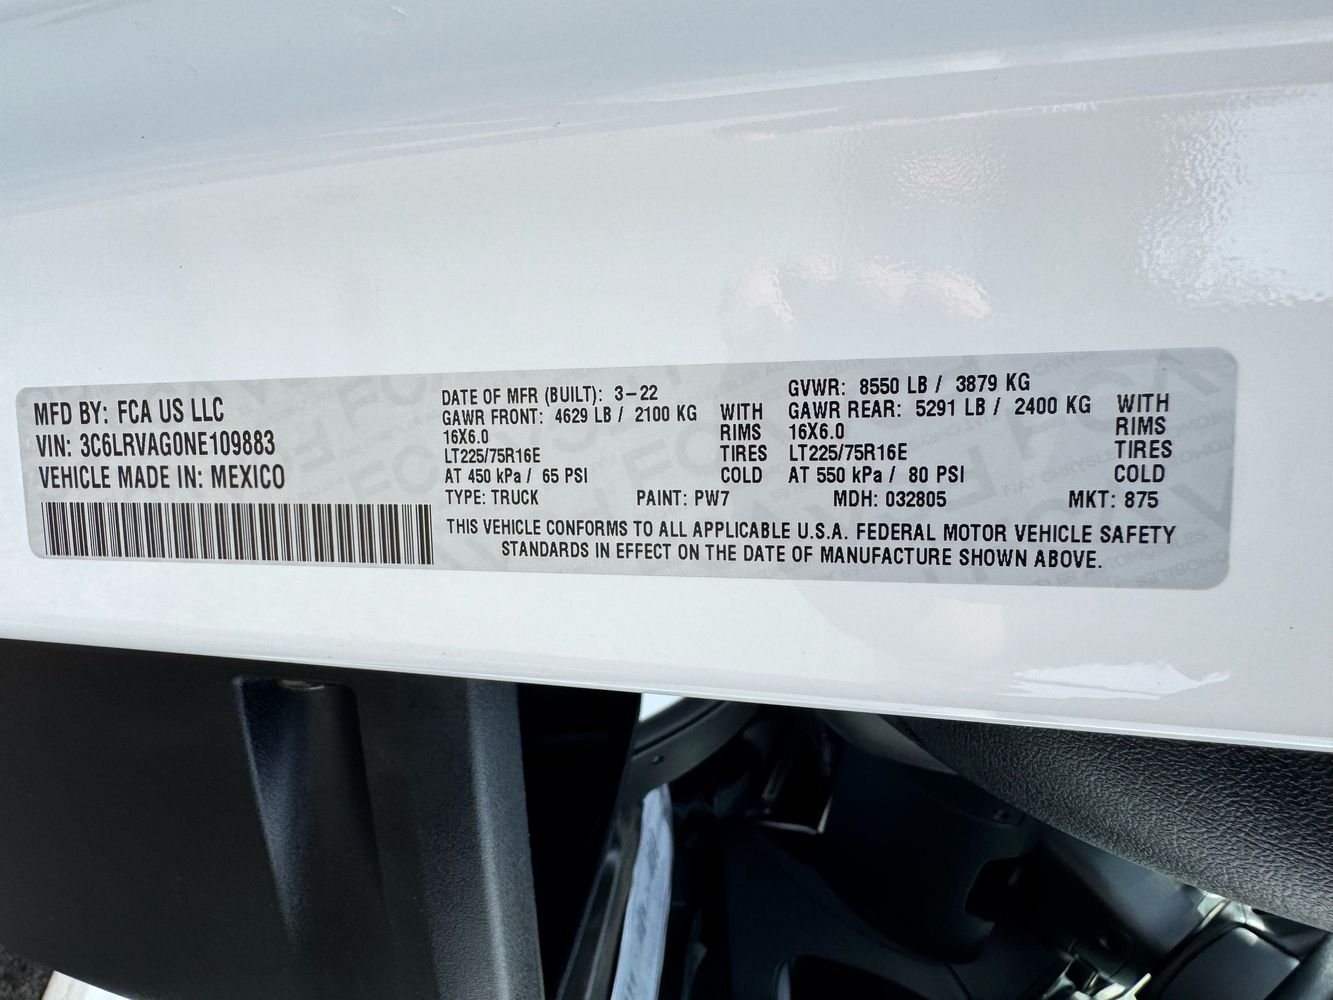 MFD BY: FCA US LLC
VIN: 3C6LRVAG0NE109883
VEHICLE MADE IN: MEXICO
DATE OF MFR (BUILT): 3-22
GAWR FRONT: 4629 LB / 2100 KG WITH
16X6.0 RIMS
LT225/75R16E TIRES
AT 450 kPa / 65 PSI COLD
GVWR: 8550 LB / 3879 KG
GAWR REAR: 5291 LB / 2400 KG WITH
16X6.0 RIMS
LT225/75R16E TIRES
AT 550 kPa / 80 PSI COLD
TYPE: TRUCK PAINT: PW7 MDH: 032805 MKT: 875
THIS VEHICLE CONFORMS TO ALL APPLICABLE U.S.A. FEDERAL MOTOR VEHICLE SAFETY
STANDARDS IN EFFECT ON THE DATE OF MANUFACTURE SHOWN ABOVE.